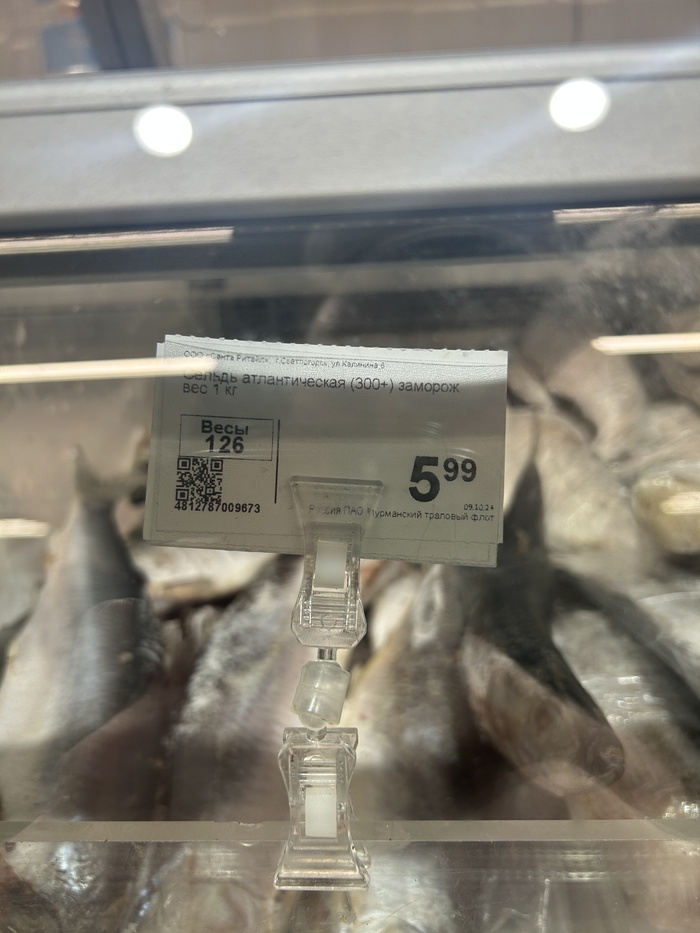 ООО «Санта Ритейл», г.Светлогорск, ул Калинина 6
Сельдь атлантическая (300+) заморож
вес 1 кг
Весы
126
5 99
4812787009673
09.10.24
Россия ПАО Мурманский траловый флот